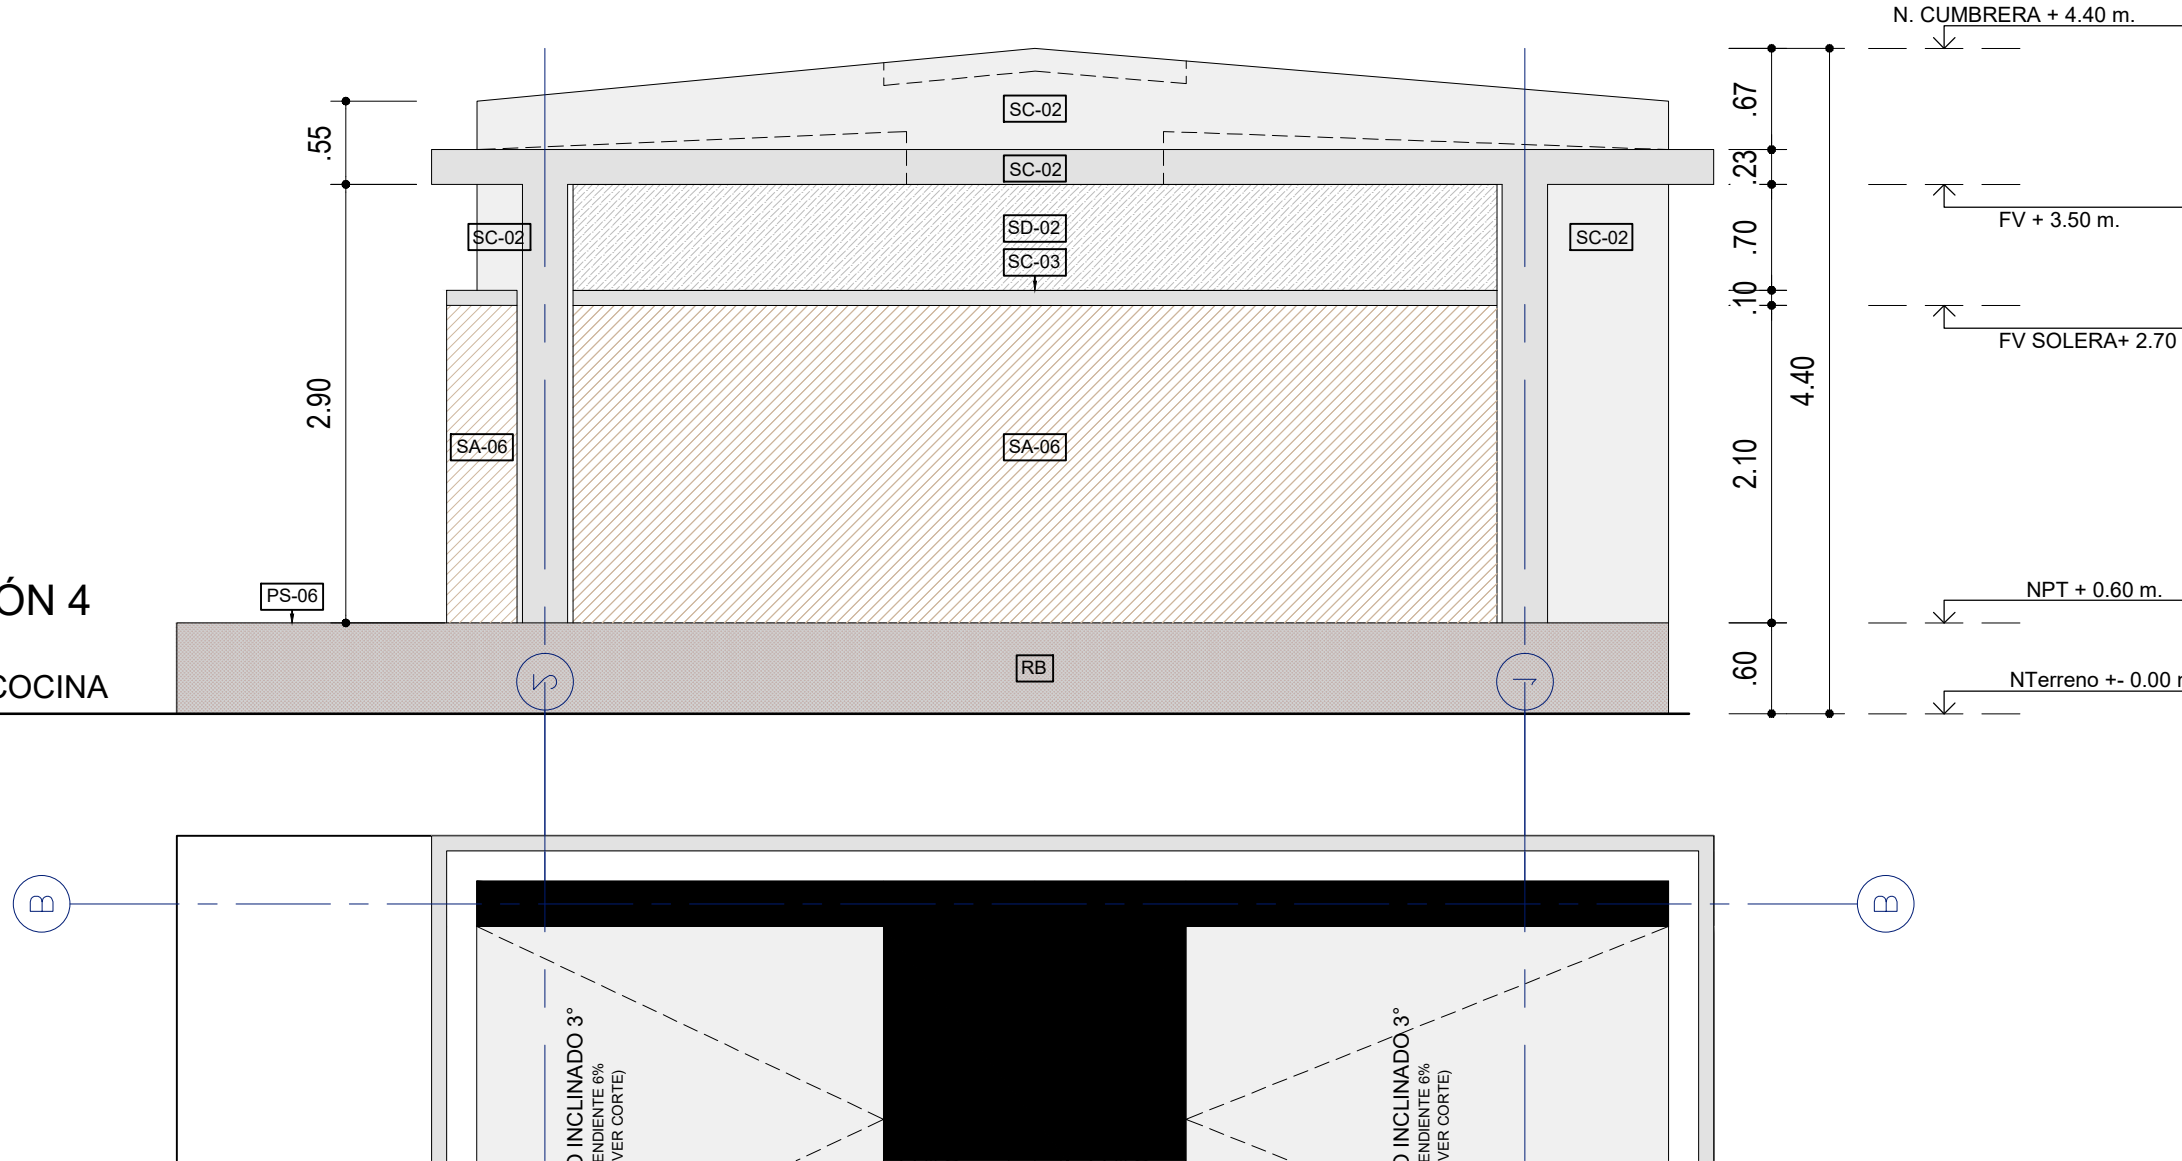 N. CUMBRERA + 4.40 m.
.67
.55
SC-02
.23
SC-02
FV + 3.50 m.
SC-02
SD-02
SC-02
.70
SC-03
.10
FV SOLERA+ 2.70
2.90
4.40
SA-06
SA-06
2.10
ÓN 4
PS-06
NPT + 0.60 m.
COCINA
RB
.60
NTerreno +- 0.00
1
B
B
O INCLINADO 3°
ENDIENTE 6%
VER CORTE)
O INCLINADO 3°
ENDIENTE 6%
VER CORTE)